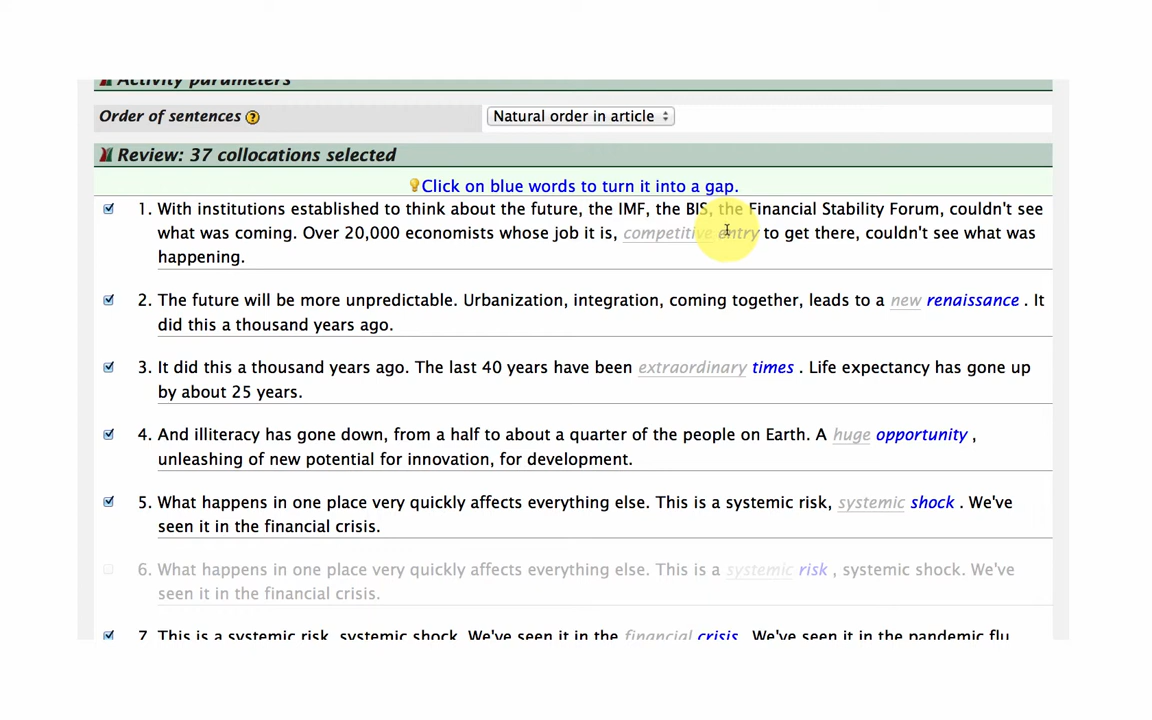 Activity parameters
Order of sentences ? Natural order in article
Review: 37 collocations selected
Click on blue words to turn it into a gap.
1. With institutions established to think about the future, the IMF, the BIS, the Financial Stability Forum, couldn't see
what was coming. Over 20,000 economists whose job it is, competitive entry to get there, couldn't see what was
happening.
2. The future will be more unpredictable. Urbanization, integration, coming together, leads to a new renaissance . It
did this a thousand years ago.
3. It did this a thousand years ago. The last 40 years have been extraordinary times . Life expectancy has gone up
by about 25 years.
4. And illiteracy has gone down, from a half to about a quarter of the people on Earth. A huge opportunity ,
unleashing of new potential for innovation, for development.
5. What happens in one place very quickly affects everything else. This is a systemic risk, systemic shock . We've
seen it in the financial crisis.
6. What happens in one place very quickly affects everything else. This is a systemic risk , systemic shock. We've
seen it in the financial crisis.
7. This is a systemic risk, systemic shock. We've seen it in the financial crisis. We've seen it in the pandemic flu